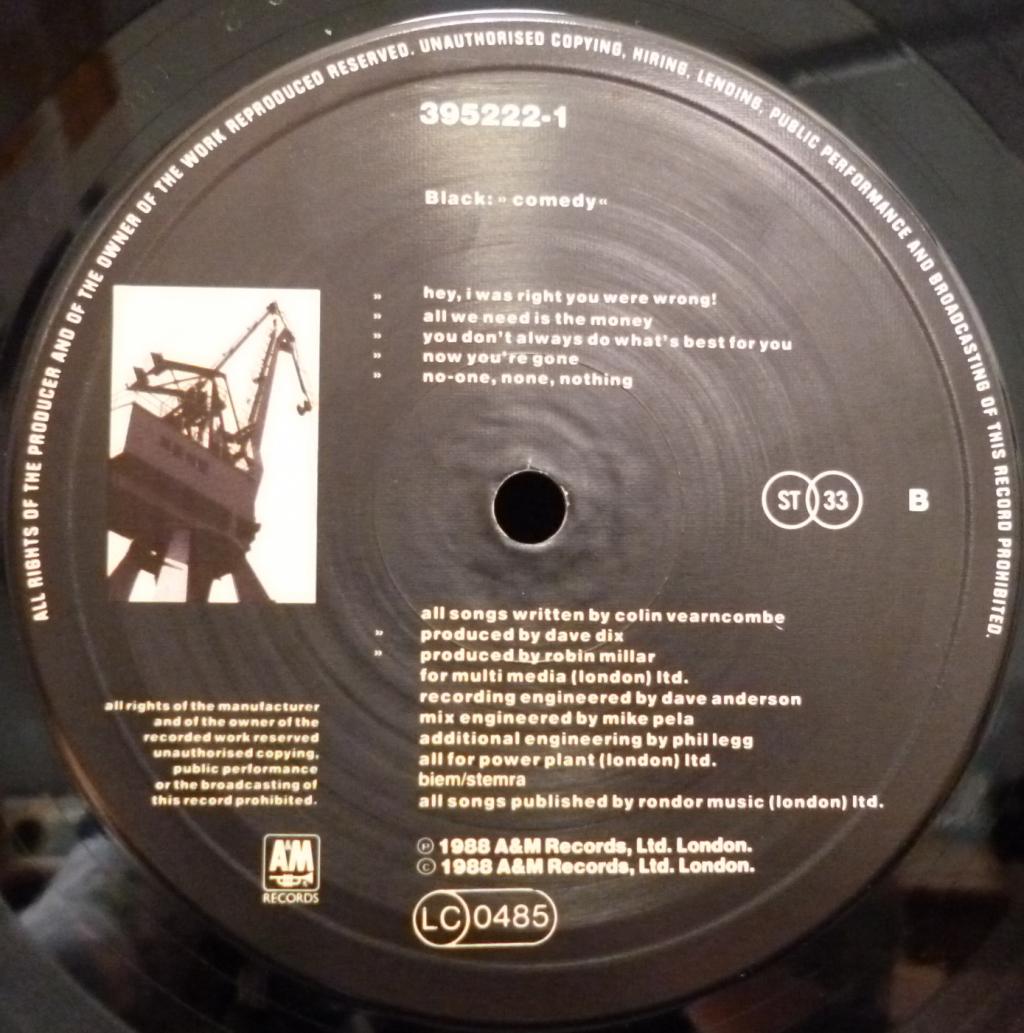 ALL RIGHTS OF THE PRODUCER AND OF THE OWNER OF THE WORK REPRODUCED RESERVED. UNAUTHORISED COPYING, HIRING, LENDING, PUBLIC PERFORMANCE AND BROADCASTING OF THIS RECORD PROHIBITED.
395222-1
Black: » comedy «
» hey, i was right you were wrong!
» all we need is the money
» you don't always do what's best for you
» now you're gone
» no-one, none, nothing
ST 33 B
all songs written by colin vearncombe
» produced by dave dix
» produced by robin millar
for multi media (london) ltd.
recording engineered by dave anderson
mix engineered by mike pela
additional engineering by phil legg
all for power plant (london) ltd.
biem/stemra
all songs published by rondor music (london) ltd.
all rights of the manufacturer
and of the owner of the
recorded work reserved
unauthorised copying,
public performance
or the broadcasting of
this record prohibited.
℗ 1988 A&M Records, Ltd. London.
© 1988 A&M Records, Ltd. London.
A&M
RECORDS
LC 0485